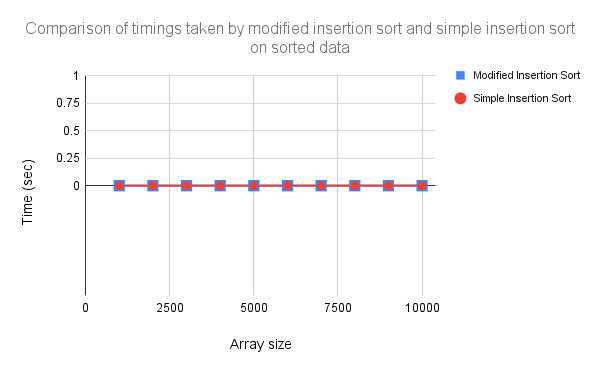 Comparison of timings taken by modified insertion sort and simple insertion sort
on sorted data
Modified Insertion Sort
Simple Insertion Sort
1
0.75
0.5
0.25
0
Time (sec)
0 2500 5000 7500 10000
Array size